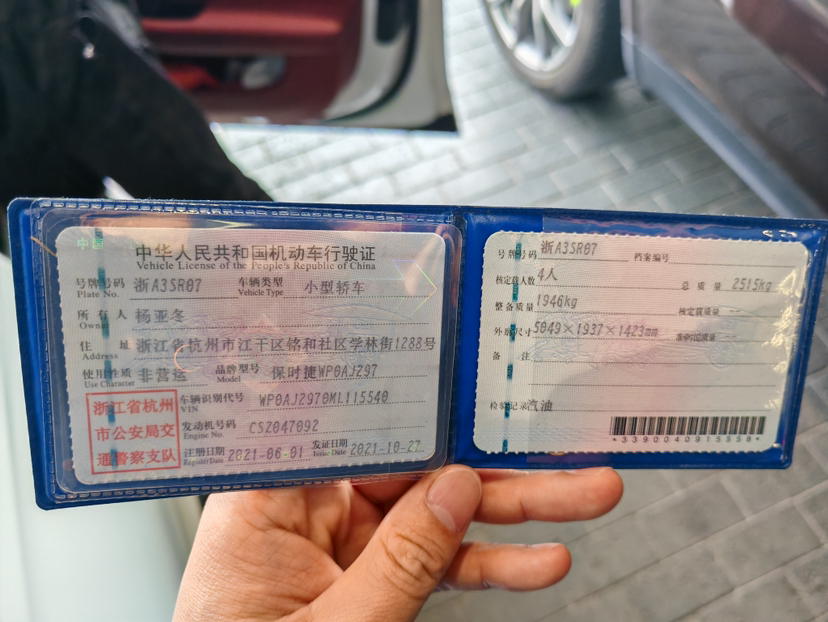 中国
中华人民共和国机动车行驶证
Vehicle License of the People's Republic of China
号牌号码 浙A3SR07 车辆类型 小型轿车
Plate No. Vehicle Type
所有人 杨亚冬
Owner
住址 浙江省杭州市江干区铭和社区学林街1288号
Address
使用性质 非营运 品牌型号 保时捷WP0AJ297
Use Character Model
浙江省杭州
市公安局交
通警察支队
车辆识别代号 WP0AJ2970ML115540
VIN
发动机号码 CSZ047092
Engine No.
注册日期 2021-06-01 发证日期 2021-10-27
Register Date Issue Date
号牌号码 浙A3SR07 档案编号
核定载人数 4人 总质量 2515kg
整备质量 1946kg 核定载质量 --
外廓尺寸 5049×1937×1423mm 准牵引总质量 --
备注
检验记录 汽油
*3390040915558*